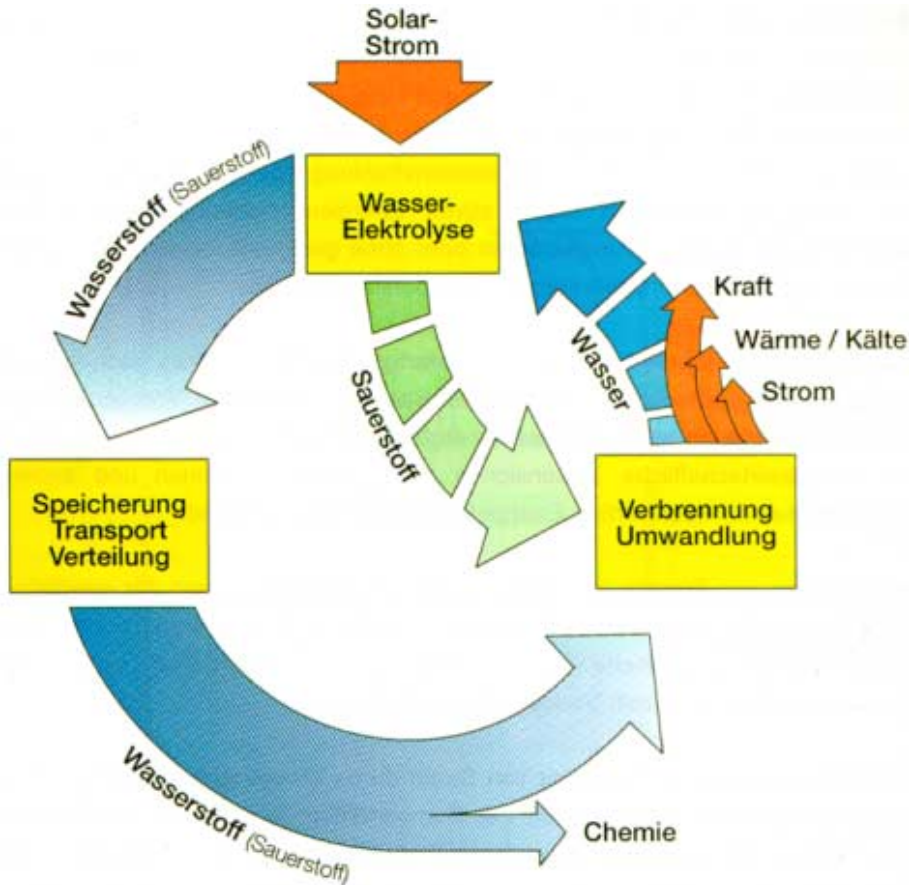 Solar-
Strom
Wasserstoff (Sauerstoff)
Wasser-
Elektrolyse
Kraft
Wärme / Kälte
Strom
Wasser
Sauerstoff
Speicherung
Transport
Verteilung
Verbrennung
Umwandlung
Wasserstoff (Sauerstoff)
Chemie